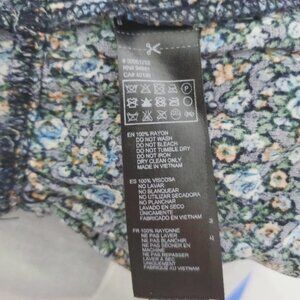 EN 100% RAYON
DO NOT WASH
DO NOT BLEACH
DO NOT TUMBLE DRY
DO NOT IRON
DRY CLEAN ONLY
MADE IN VIETNAM
ES 100% VISCOSA
NO LAVAR
NO BLANQUEAR
NO UTILIZAR SECADORA
NO PLANCHAR
LAVADO EN SECO
ÚNICAMENTE
FABRICADO EN VIETNAM
FR 100% RAYONNE
NE PAS LAVER
NE PAS BLANCHIR
NE PAS SÉCHER
NE PAS REPASSER
LAVER À SEC
UNIQUEMENT
FABRIQUÉ EN VIETNAM